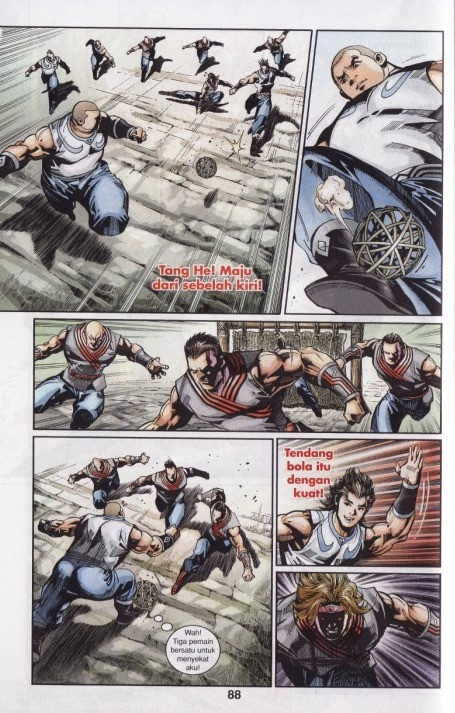 Tang He! Maju
dari sebelah kiri!
Tendang
bola itu
dengan
kuat!
Wah!
Tiga pemain
bersatu untuk
menyekat
aku!
88